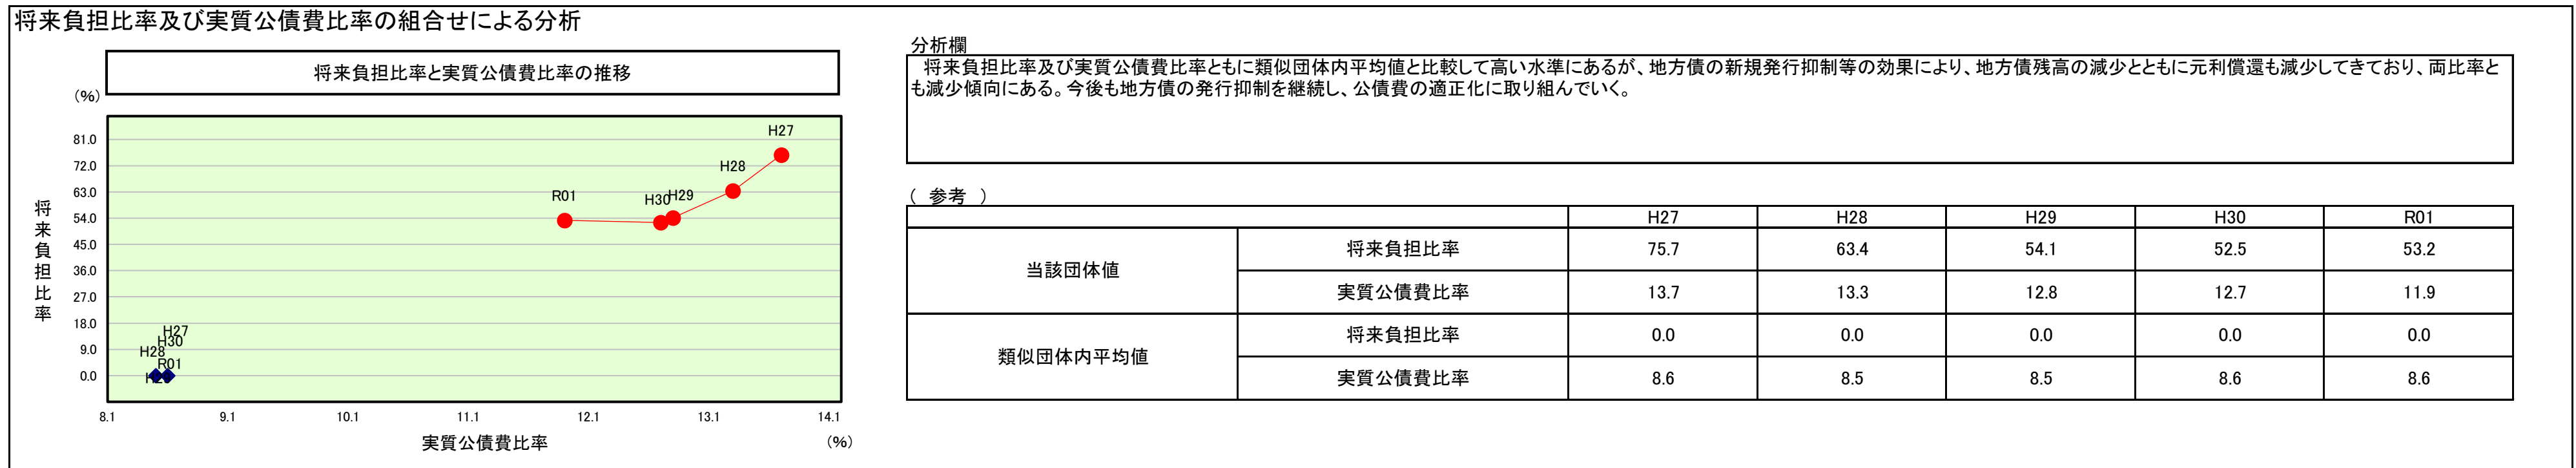 将来負担比率及び実質公債費比率の組合せによる分析
将来負担比率と実質公債費比率の推移
(%)
81.0
72.0
63.0
54.0
45.0
36.0
27.0
18.0
9.0
0.0
将来負担比率
H27
H28
H29
H30
R01
H27
H30
H28
R01
8.1 9.1 10.1 11.1 12.1 13.1 14.1
実質公債費比率
(%)
分析欄
将来負担比率及び実質公債費比率ともに類似団体内平均値と比較して高い水準にあるが、地方債の新規発行抑制等の効果により、地方債残高の減少とともに元利償還も減少してきており、両比率と
も減少傾向にある。今後も地方債の発行抑制を継続し、公債費の適正化に取り組んでいく。
( 参考 )
H27 H28 H29 H30 R01
当該団体値
将来負担比率 75.7 63.4 54.1 52.5 53.2
実質公債費比率 13.7 13.3 12.8 12.7 11.9
類似団体内平均値
将来負担比率 0.0 0.0 0.0 0.0 0.0
実質公債費比率 8.6 8.5 8.5 8.6 8.6